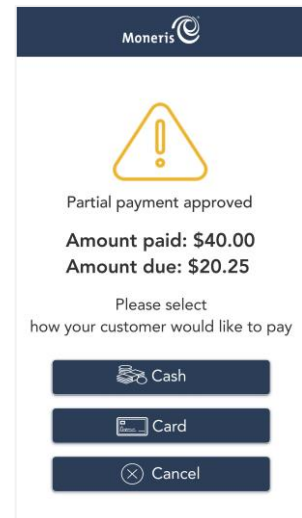 Moneris
Partial payment approved
Amount paid: $40.00
Amount due: $20.25
Please select
how your customer would like to pay
Cash
Card
Cancel